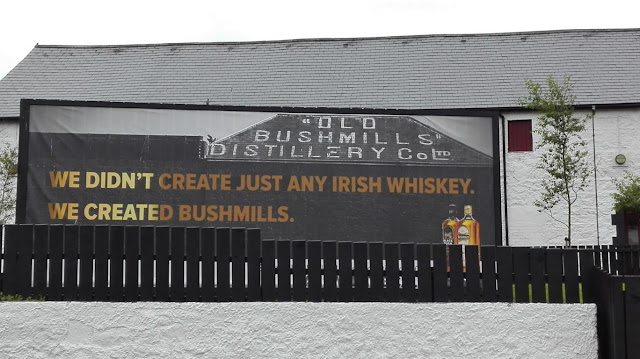 "OLD
BUSHMILLS"
DISTILLERY Co LTD
WE DIDN'T CREATE JUST ANY IRISH WHISKEY.
WE CREATED BUSHMILLS.